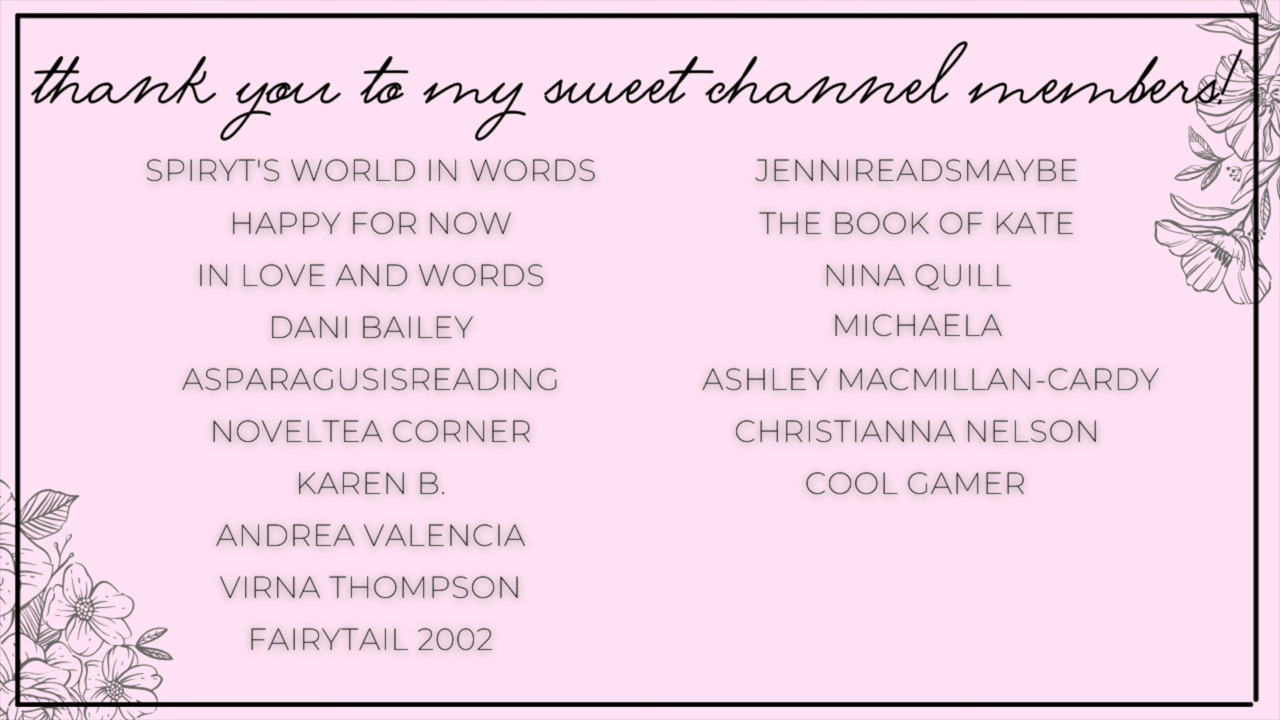 thank you to my sweet channel members!
SPIRYT'S WORLD IN WORDS
HAPPY FOR NOW
IN LOVE AND WORDS
DANI BAILEY
ASPARAGUSISREADING
NOVELTEA CORNER
KAREN B.
ANDREA VALENCIA
VIRNA THOMPSON
FAIRYTAIL 2002
JENNIREADSMAYBE
THE BOOK OF KATE
NINA QUILL
MICHAELA
ASHLEY MACMILLAN-CARDY
CHRISTIANNA NELSON
COOL GAMER